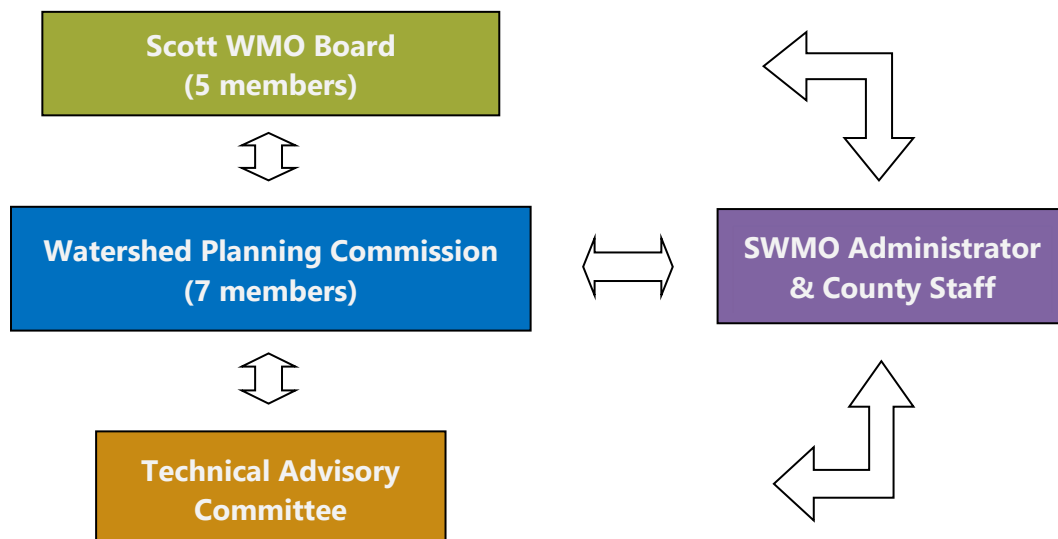 Scott WMO Board
(5 members)
Watershed Planning Commission
(7 members)
SWMO Administrator
& County Staff
Technical Advisory
Committee